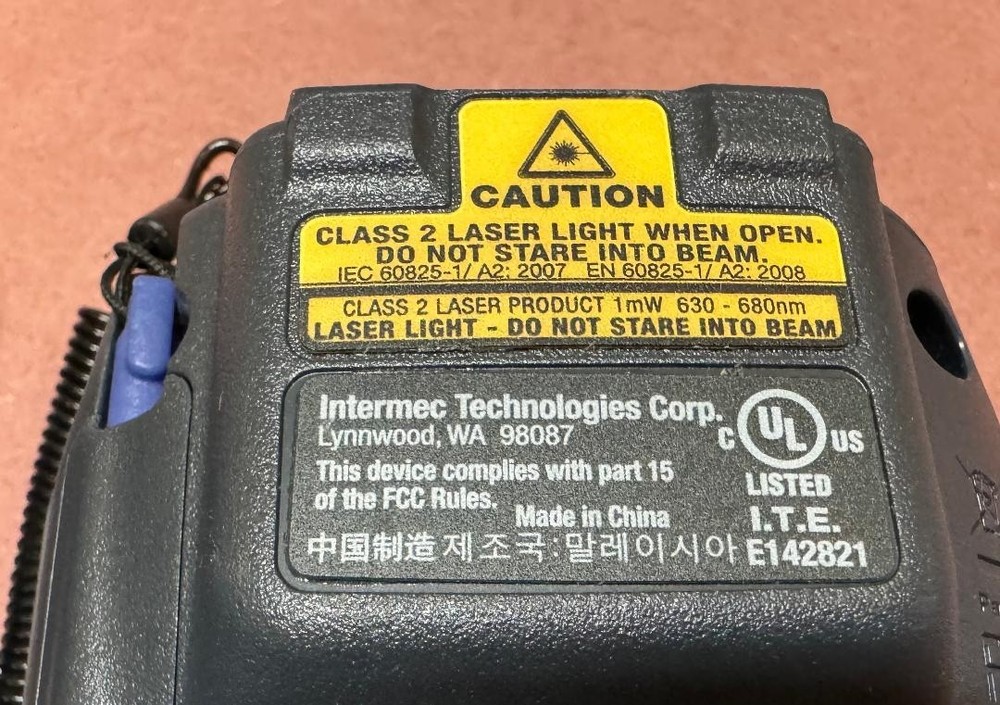 CAUTION
CLASS 2 LASER LIGHT WHEN OPEN.
DO NOT STARE INTO BEAM.
IEC 60825-1/ A2: 2007 EN 60825-1/ A2: 2008
CLASS 2 LASER PRODUCT 1mW 630 - 680nm
LASER LIGHT - DO NOT STARE INTO BEAM
Intermec Technologies Corp.
Lynnwood, WA 98087
This device complies with part 15
of the FCC Rules.
Made in China
中国制造 제조국:말레이시아
C UL US
LISTED
I.T.E.
E142821